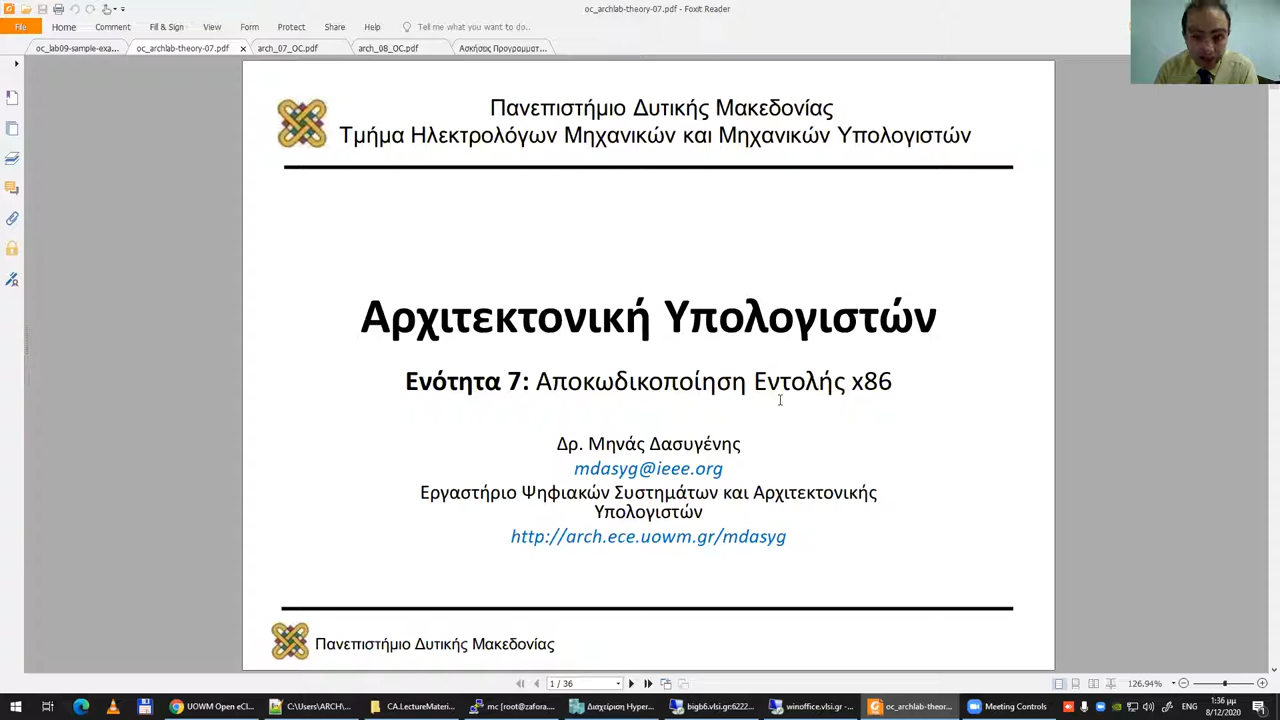 oc_archlab-theory-07.pdf - Foxit Reader
File
Home
Comment
Fill & Sign
View
Form
Protect
Share
Help
Tell me what you want to do...
oc_lab09-sample-exa...
oc_archlab-theory-07.pdf
arch_07_OC.pdf
arch_08_OC.pdf
Ασκήσεις Προγραμματ...
Πανεπιστήμιο Δυτικής Μακεδονίας
Τμήμα Ηλεκτρολόγων Μηχανικών και Μηχανικών Υπολογιστών
Αρχιτεκτονική Υπολογιστών
Ενότητα 7: Αποκωδικοποίηση Εντολής x86
Δρ. Μηνάς Δασυγένης
mdasyg@ieee.org
Εργαστήριο Ψηφιακών Συστημάτων και Αρχιτεκτονικής
Υπολογιστών
http://arch.ece.uowm.gr/mdasyg
Πανεπιστήμιο Δυτικής Μακεδονίας
1 / 36
126.94%
UOWM Open eCl...
C:\Users\ARCH,...
CA.LectureMateri...
mc [root@zafora....
Διαχείριση Hyper...
bigb6.vlsi.gr:6222...
winoffice.vlsi.gr -...
oc_archlab-theor...
Meeting Controls
ENG
1:36 μμ
8/12/2020